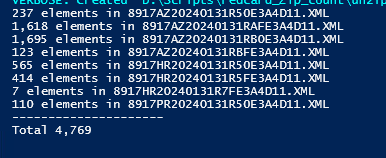 VERBOSE: Created "D:\Scripts\redcard_zip_count\unzip
237 elements in 8917AZ20240131R50E3A4D11.XML
1,618 elements in 8917AZ20240131RAFE3A4D11.XML
1,695 elements in 8917AZ20240131RB0E3A4D11.XML
123 elements in 8917AZ20240131RBFE3A4D11.XML
565 elements in 8917HR20240131R50E3A4D11.XML
414 elements in 8917HR20240131R5FE3A4D11.XML
7 elements in 8917HR20240131R7FE3A4D11.XML
110 elements in 8917PR20240131R50E3A4D11.XML
---------------------
Total 4,769